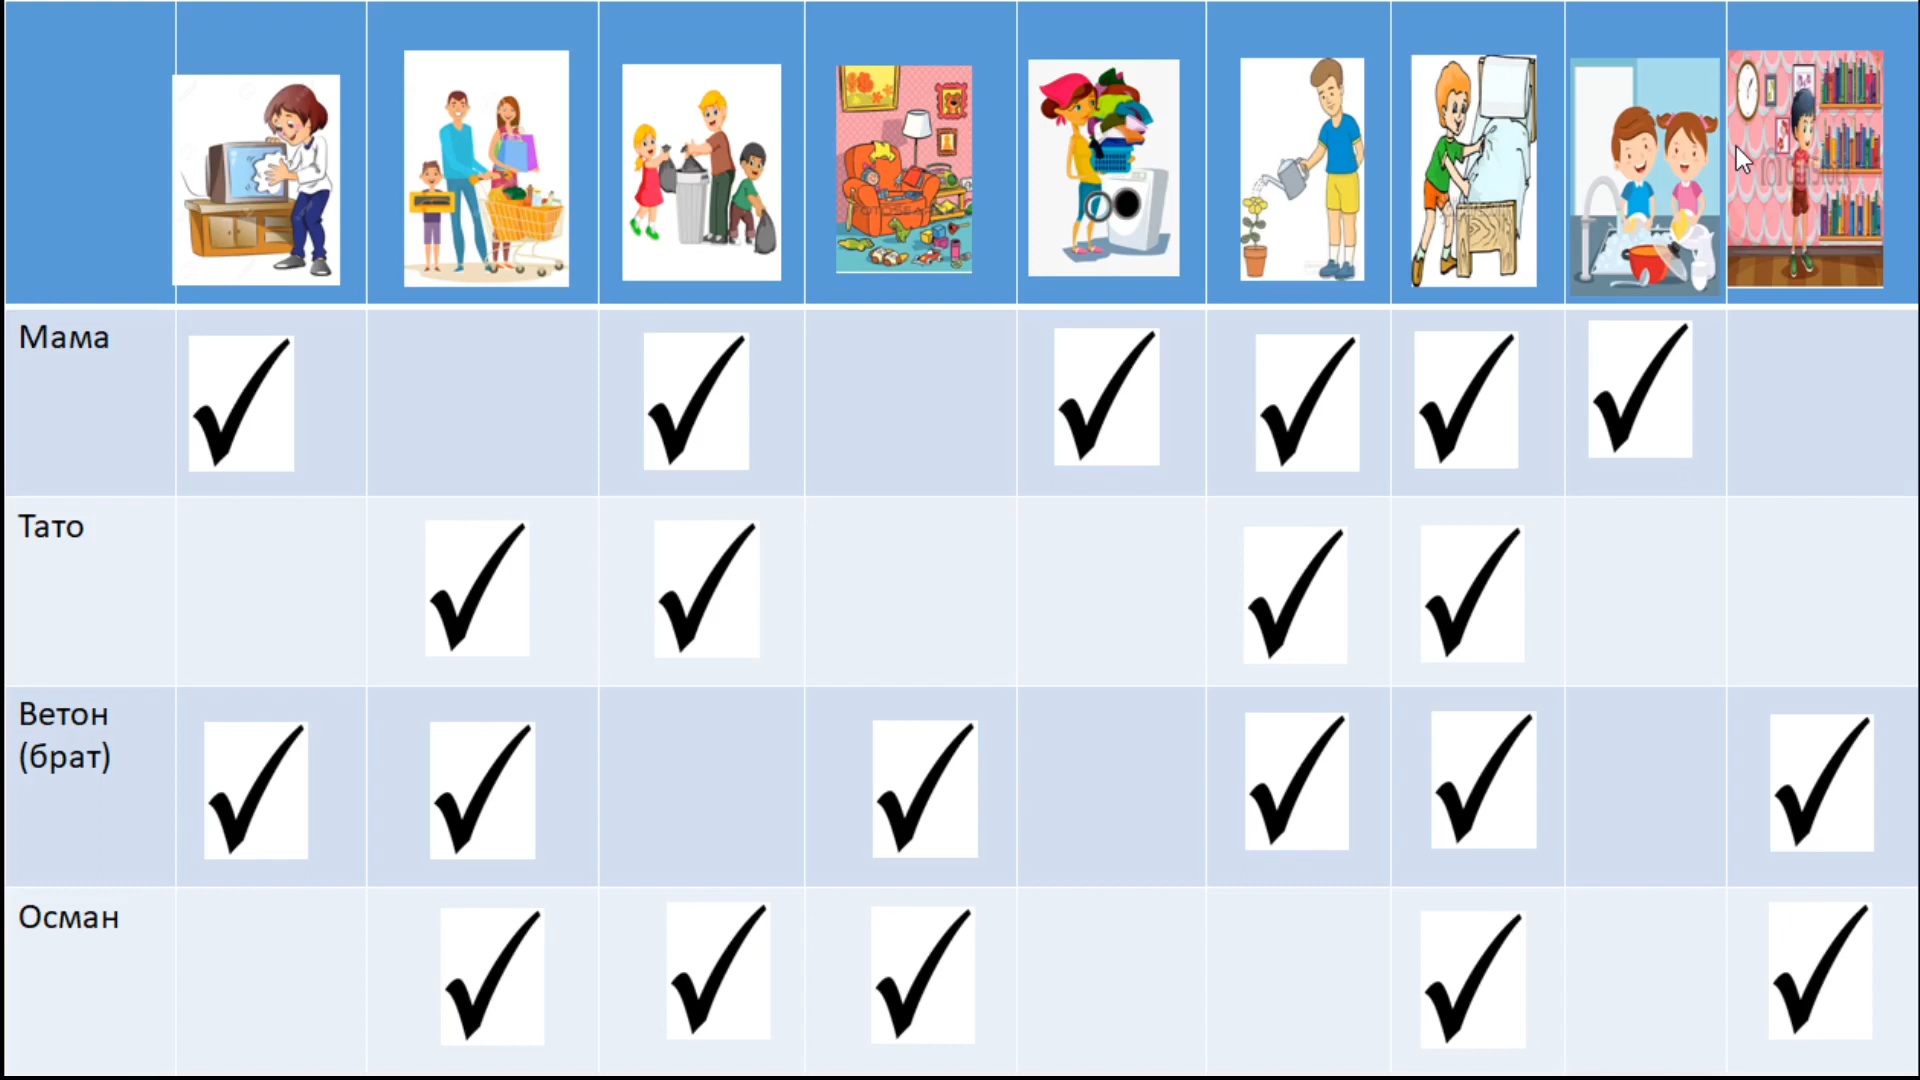 Мама
Тато
Ветон
(брат)
Осман